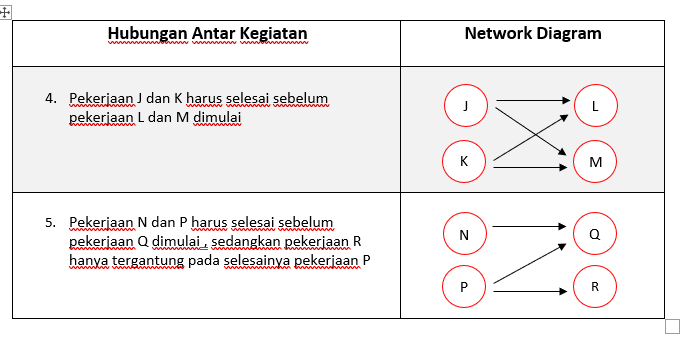 Hubungan Antar Kegiatan
Network Diagram
4. Pekerjaan J dan K harus selesai sebelum
pekerjaan L dan M dimulai
J
L
K
M
5. Pekerjaan N dan P harus selesai sebelum
pekerjaan Q dimulai , sedangkan pekerjaan R
hanya tergantung pada selesainya pekerjaan P
N
Q
P
R